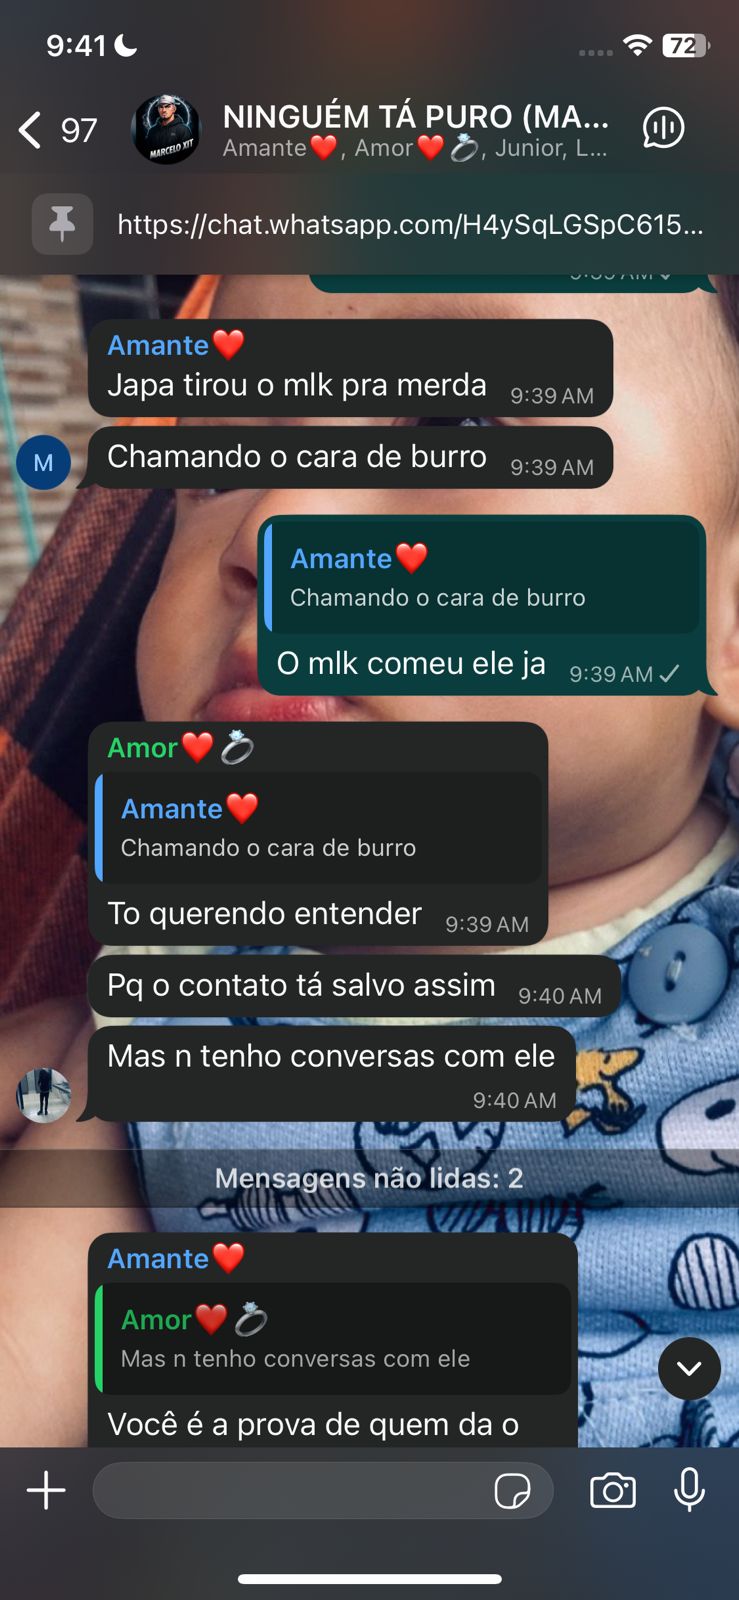 9:41
72
97
NINGUÉM TÁ PURO (MA...
Amante❤️, Amor❤️💍, Junior, L...
MARCELO XIT
https://chat.whatsapp.com/H4ySqLGSpC615...
9:39 AM
Amante❤️
Japa tirou o mlk pra merda 9:39 AM
M
Chamando o cara de burro 9:39 AM
Amante❤️
Chamando o cara de burro
O mlk comeu ele ja 9:39 AM
Amor❤️💍
Amante❤️
Chamando o cara de burro
To querendo entender 9:39 AM
Pq o contato tá salvo assim 9:40 AM
Mas n tenho conversas com ele
9:40 AM
Mensagens não lidas: 2
Amante❤️
Amor❤️💍
Mas n tenho conversas com ele
Você é a prova de quem da o